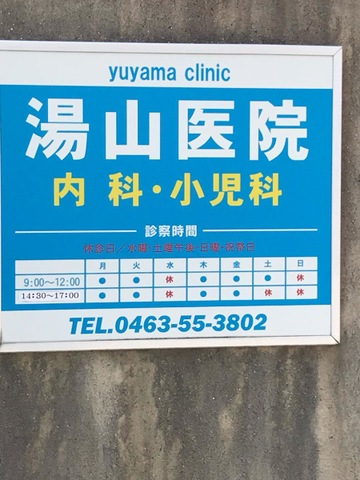 yuyama clinic
湯山医院
内科・小児科
診察時間
休診日／水曜・土曜午後・日曜・祝祭日
月 火 水 木 金 土 日
9:00〜12:00 ● ● 休 ● ● ● 休
14:30〜17:00 ● ● 休 ● ● 休 休
TEL.0463-55-3802